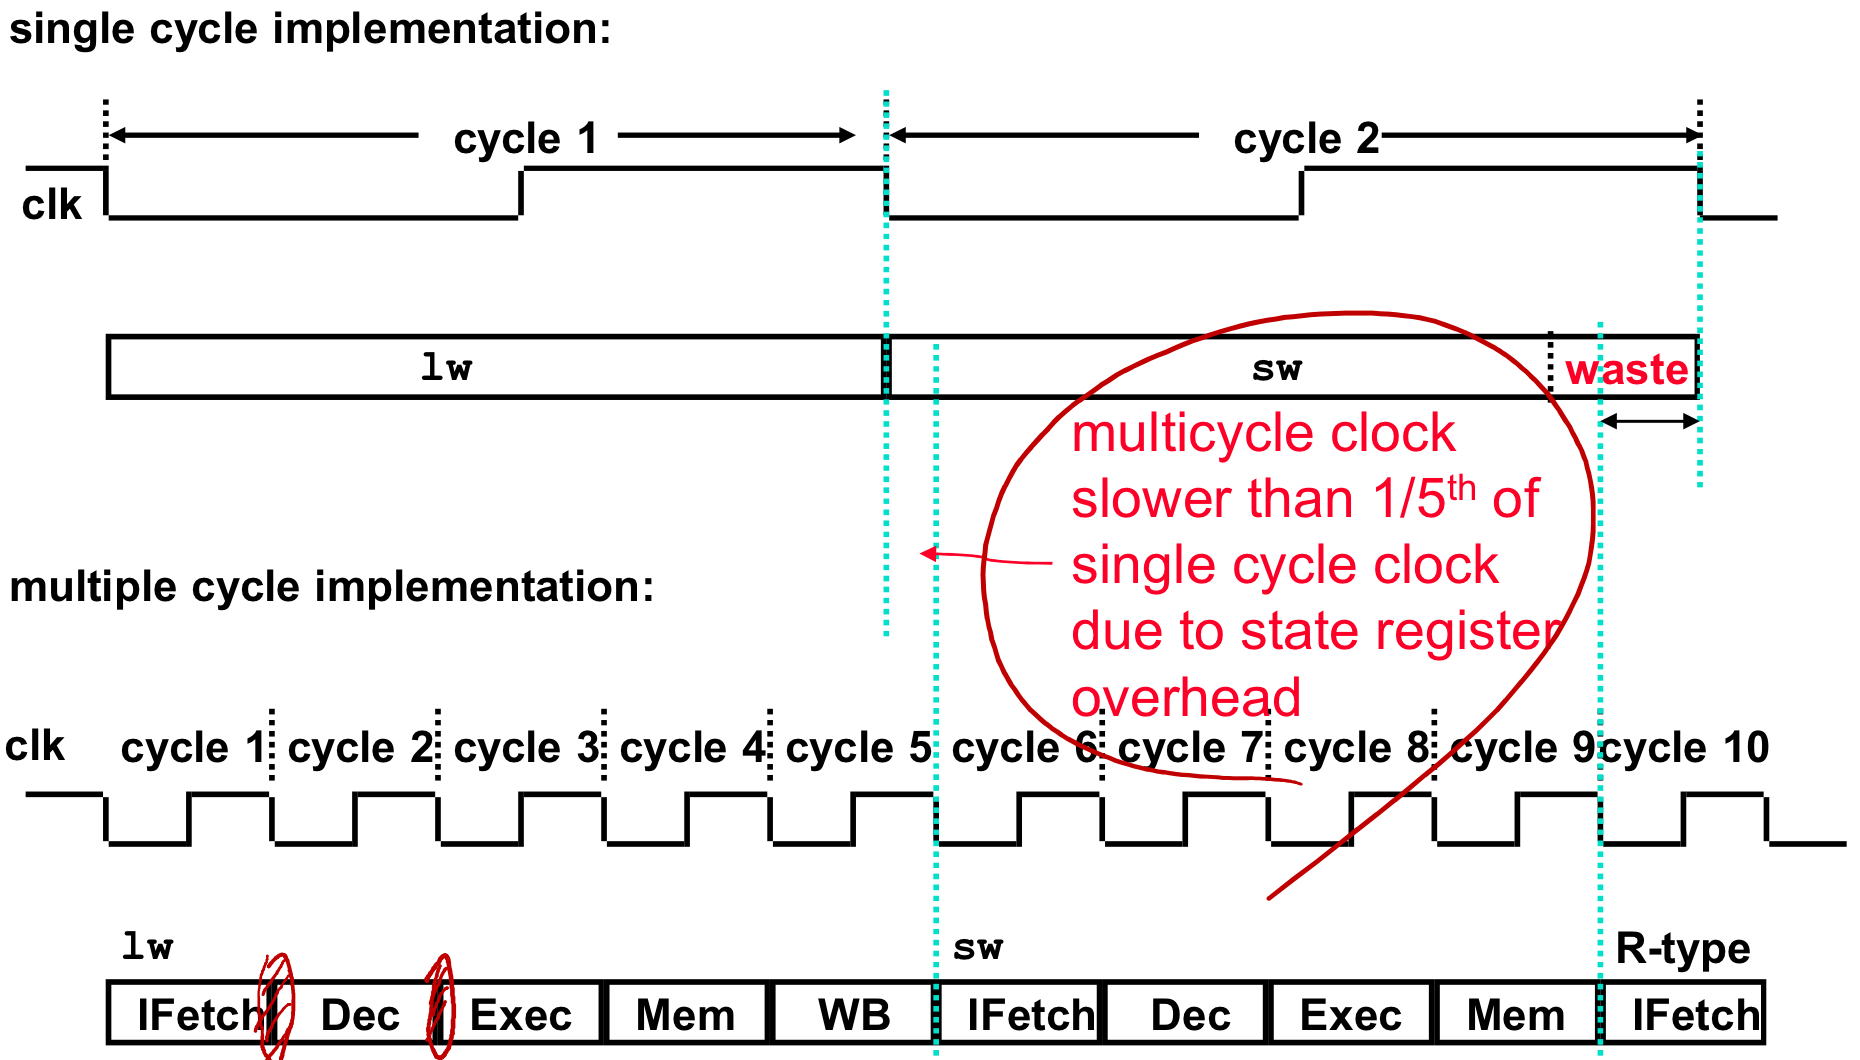 single cycle implementation:
cycle 1 cycle 2
clk
lw sw waste
multicycle clock
slower than 1/5th of
single cycle clock
due to state register
overhead
multiple cycle implementation:
clk cycle 1 cycle 2 cycle 3 cycle 4 cycle 5 cycle 6 cycle 7 cycle 8 cycle 9 cycle 10
lw sw R-type
IFetch Dec Exec Mem WB IFetch Dec Exec Mem IFetch